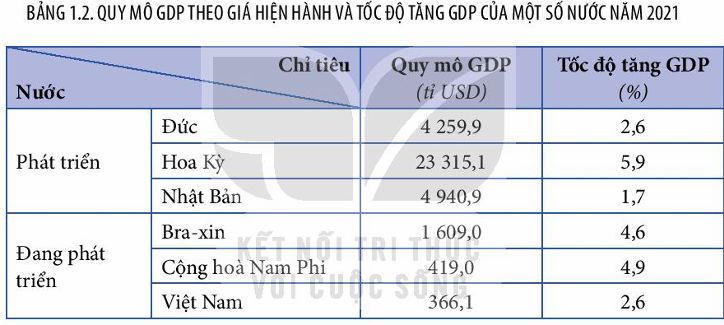 BẢNG 1.2. QUY MÔ GDP THEO GIÁ HIỆN HÀNH VÀ TỐC ĐỘ TĂNG GDP CỦA MỘT SỐ NƯỚC NĂM 2021
Chỉ tiêu Quy mô GDP Tốc độ tăng GDP
Nước (tỉ USD) (%)
Đức 4 259,9 2,6
Phát triển Hoa Kỳ 23 315,1 5,9
Nhật Bản 4 940,9 1,7
Bra-xin 1 609,0 4,6
Đang phát triển Cộng hoà Nam Phi 419,0 4,9
Việt Nam 366,1 2,6
KẾT NỐI TRI THỨC
VỚI CUỘC SỐNG